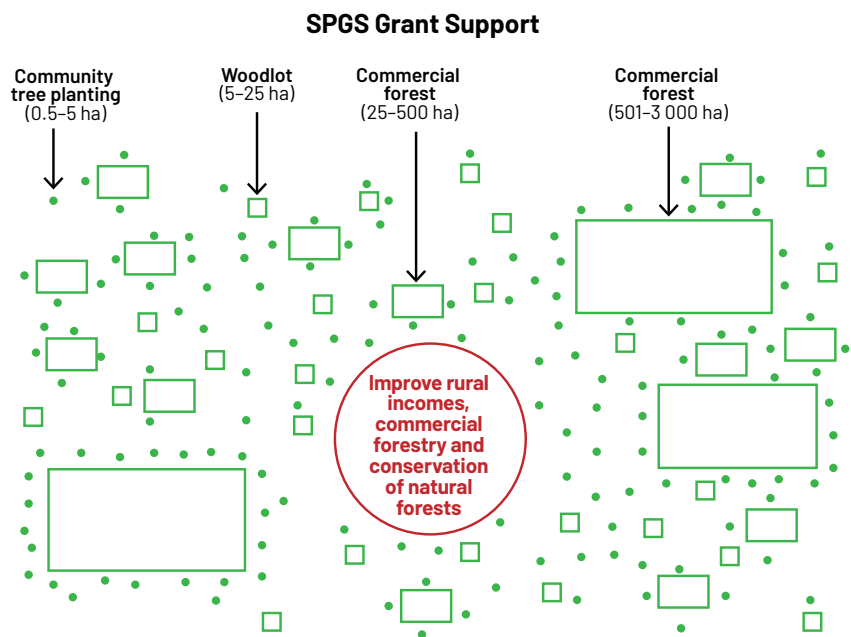 SPGS Grant Support
Community
tree planting
(0.5–5 ha)
Woodlot
(5–25 ha)
Commercial
forest
(25–500 ha)
Commercial
forest
(501–3 000 ha)
Improve rural
incomes,
commercial
forestry and
conservation
of natural
forests